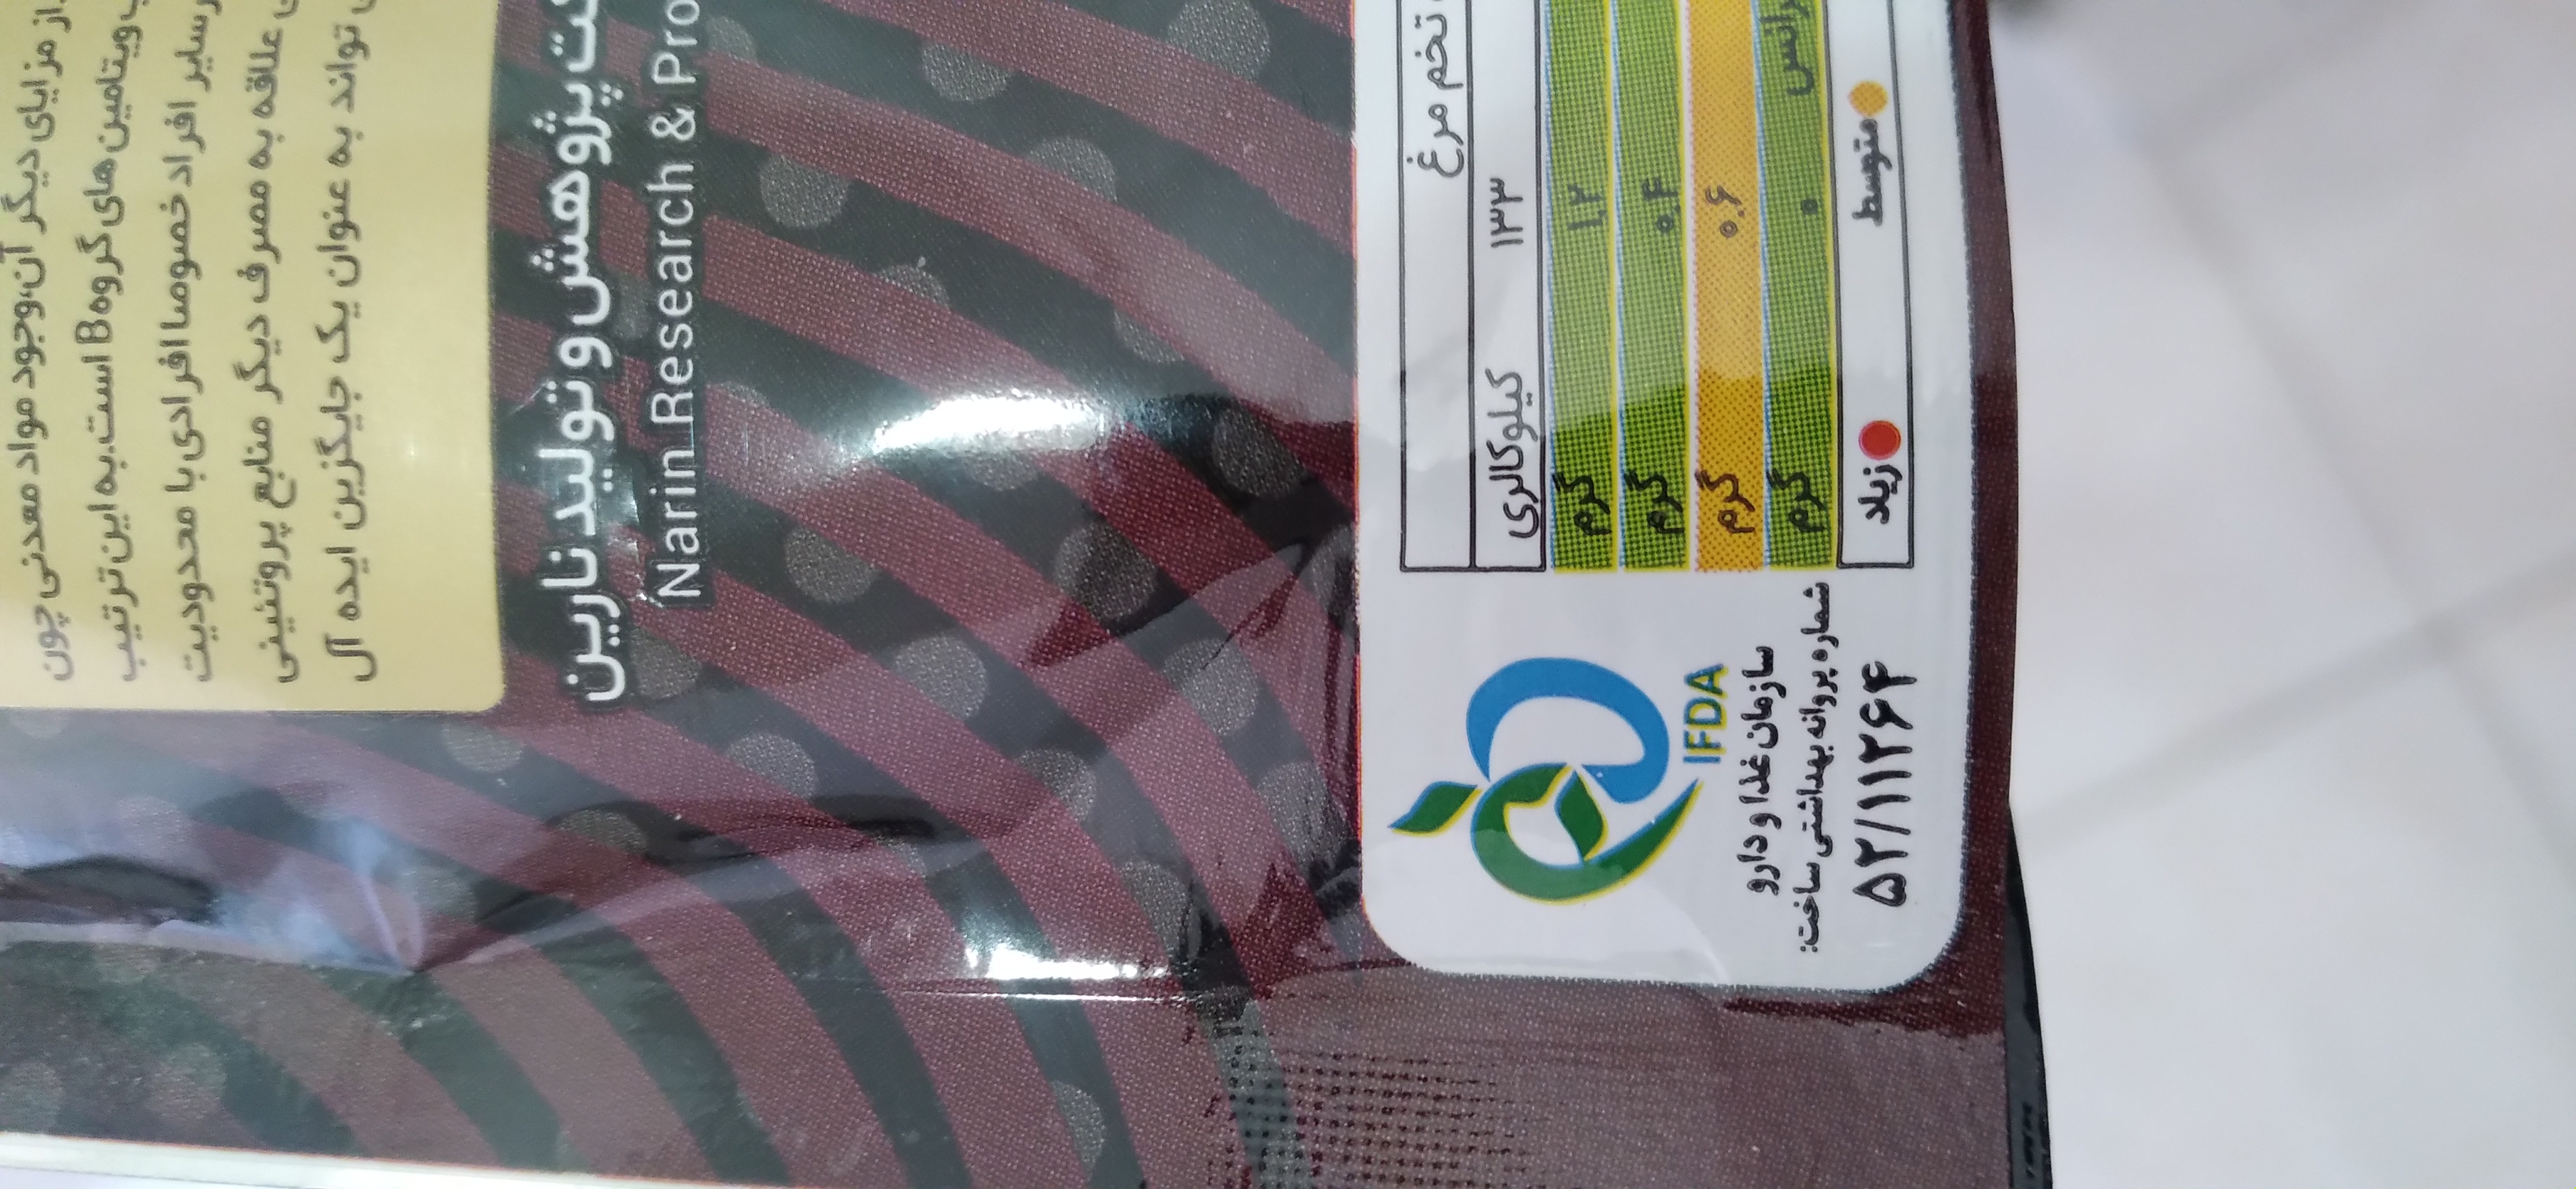 از مزایای دیگر آن، وجود مواد معدنی چون
ویتامین های گروه B است. به این ترتیب
سایر افراد خصوصا افرادی با محدودیت
علاقه به مصرف دیگر منابع پروتئینی
تواند به عنوان یک جایگزین ایده آل
پژوهش و تولید نارین
Narin Research & Pro
تخم مرغ
۱۳۳ کیلوکالری
۱.۲ گرم
۰.۴ گرم
۰.۶ گرم
۰ گرم
متوسط زیاد
IFDA
سازمان غذا و دارو
شماره پروانه بهداشتی ساخت:
۵۲/۱۱۲۶۴